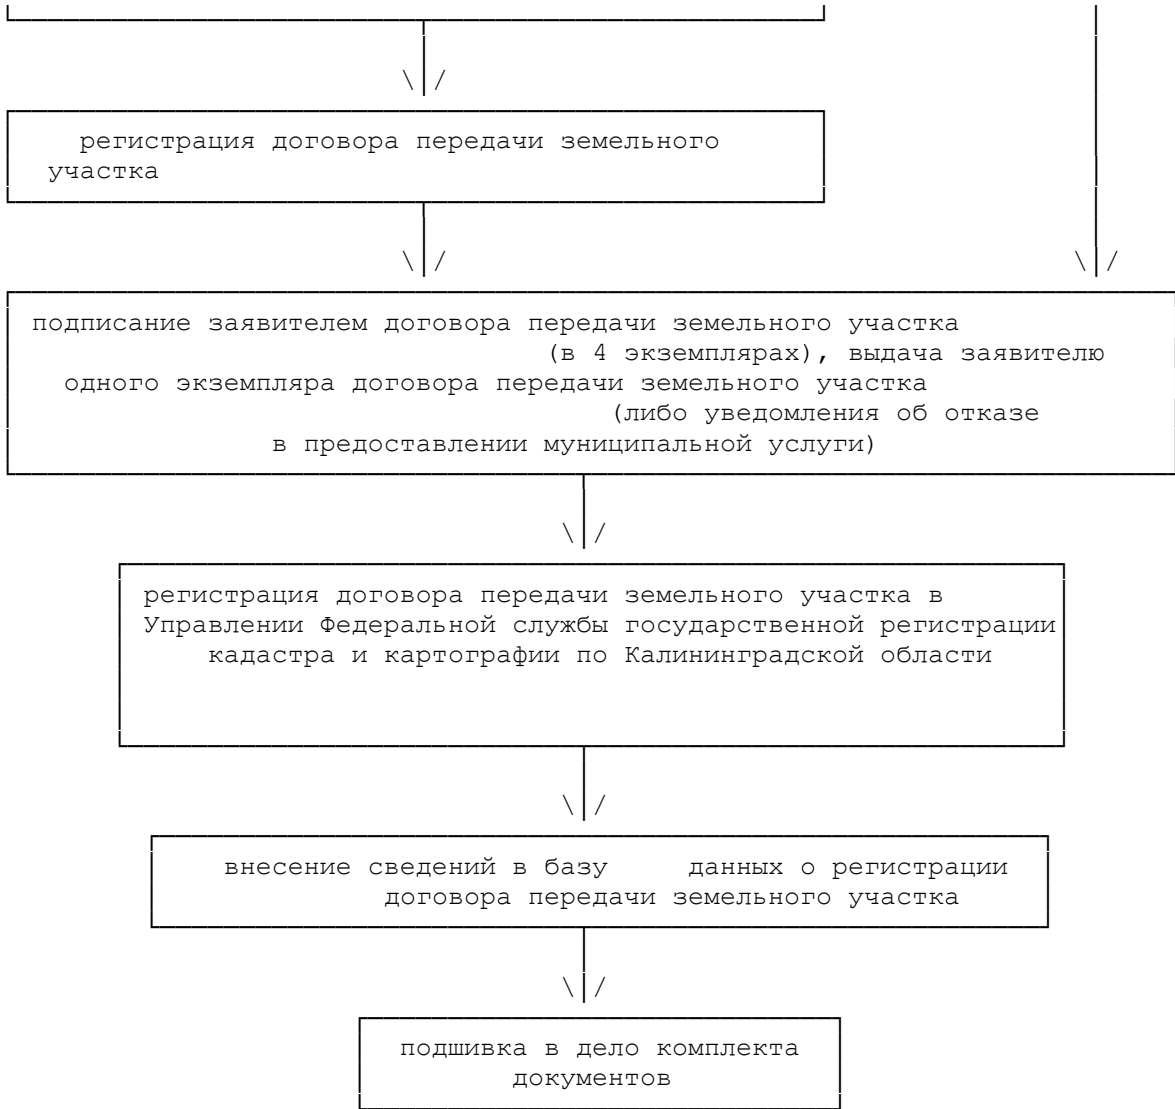 регистрация договора передачи земельного
участка
подписание заявителем договора передачи земельного участка
(в 4 экземплярах), выдача заявителю
одного экземпляра договора передачи земельного участка
(либо уведомления об отказе
в предоставлении муниципальной услуги)
регистрация договора передачи земельного участка в
Управлении Федеральной службы государственной регистрации
кадастра и картографии по Калининградской области
внесение сведений в базу данных о регистрации
договора передачи земельного участка
подшивка в дело комплекта
документов